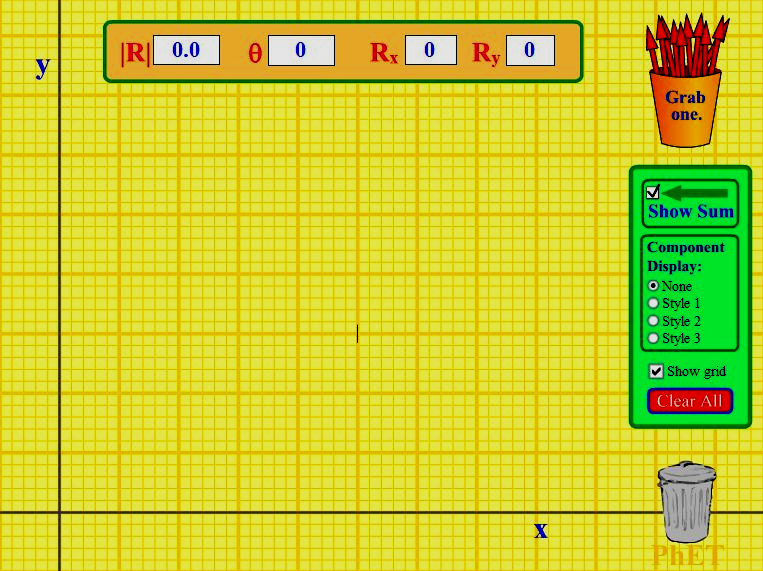 y
|R| 0.0 θ 0 Rx 0 Ry 0
Grab
one.
Show Sum
Component
Display:
None
Style 1
Style 2
Style 3
Show grid
Clear All
x
PhET